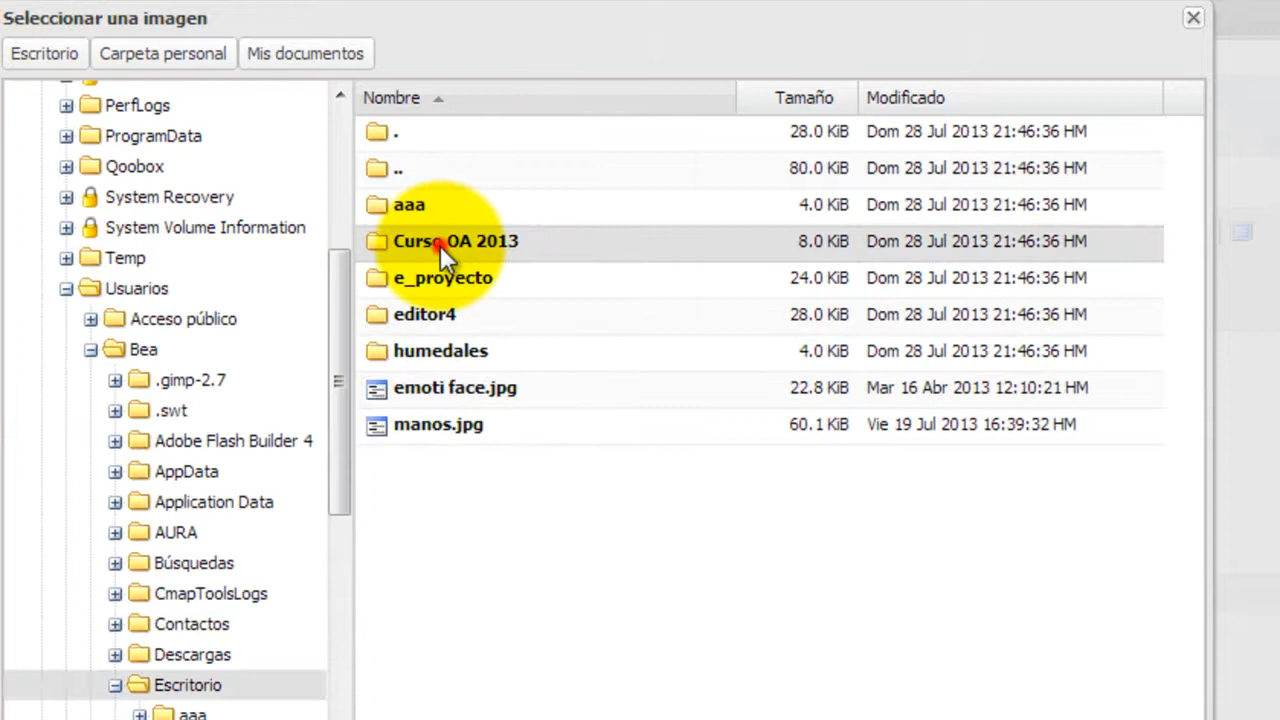 Seleccionar una imagen
Escritorio Carpeta personal Mis documentos
PerfLogs
ProgramData
Qoobox
System Recovery
System Volume Information
Temp
Usuarios
Acceso público
Bea
.gimp-2.7
.swt
Adobe Flash Builder 4
AppData
Application Data
AURA
Búsquedas
CmapToolsLogs
Contactos
Descargas
Escritorio
aaa
Nombre Tamaño Modificado
. 28.0 KiB Dom 28 Jul 2013 21:46:36 HM
.. 80.0 KiB Dom 28 Jul 2013 21:46:36 HM
aaa 4.0 KiB Dom 28 Jul 2013 21:46:36 HM
Curso OA 2013 8.0 KiB Dom 28 Jul 2013 21:46:36 HM
e_proyecto 24.0 KiB Dom 28 Jul 2013 21:46:36 HM
editor4 28.0 KiB Dom 28 Jul 2013 21:46:36 HM
humedales 4.0 KiB Dom 28 Jul 2013 21:46:36 HM
emoti face.jpg 22.8 KiB Mar 16 Abr 2013 12:10:21 HM
manos.jpg 60.1 KiB Vie 19 Jul 2013 16:39:32 HM